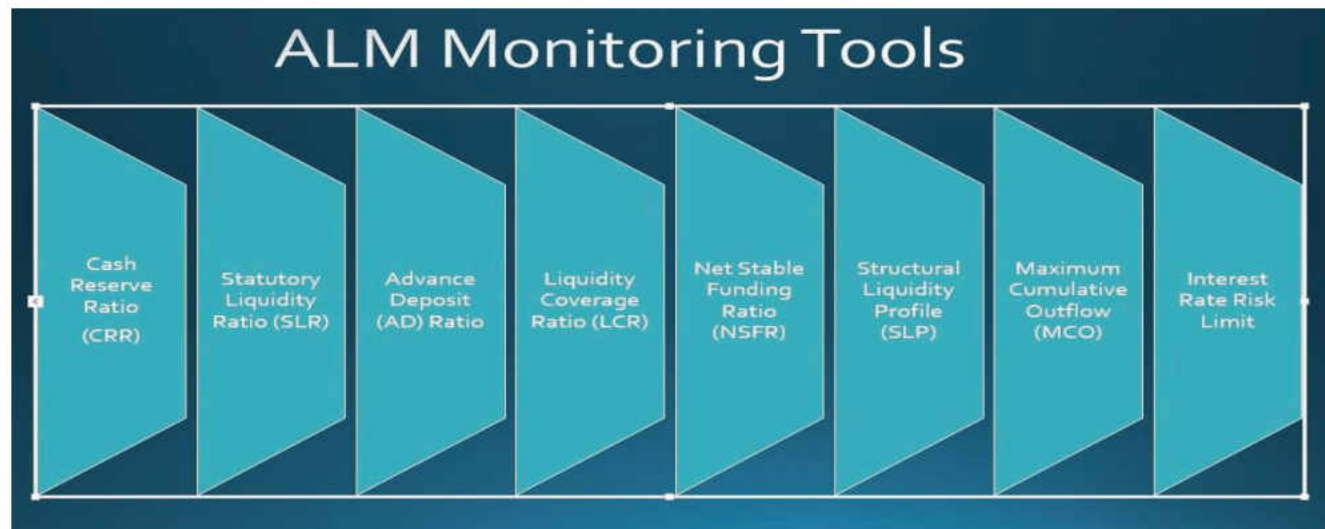 ALM Monitoring Tools
Cash
Reserve
Ratio
(CRR)
Statutory
Liquidity
Ratio (SLR)
Advance
Deposit
(AD) Ratio
Liquidity
Coverage
Ratio (LCR)
Net Stable
Funding
Ratio
(NSFR)
Structural
Liquidity
Profile
(SLP)
Maximum
Cumulative
Outflow
(MCO)
Interest
Rate Risk
Limit